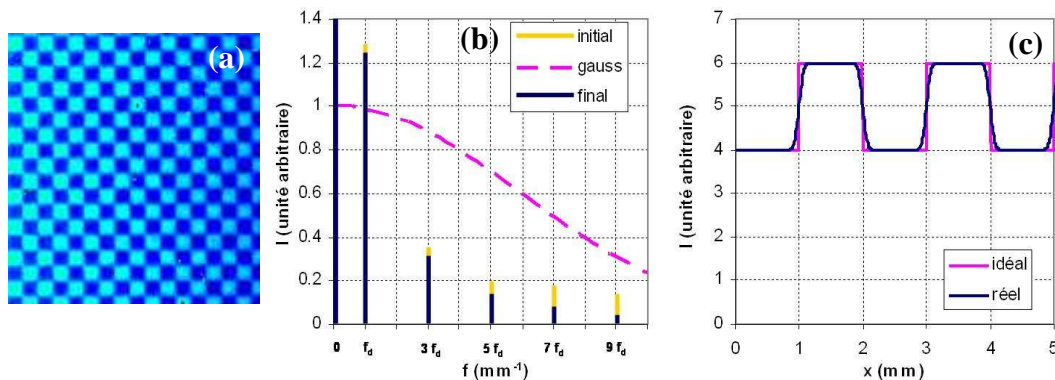 (a)
(b)
1.4
1.2
1
0.8
0.6
0.4
0.2
0
I (unité arbitraire)
initial
gauss
final
0 f_d 3 f_d 5 f_d 7 f_d 9 f_d
f (mm⁻¹)
(c)
7
6
5
4
3
2
1
0
I (unité arbitraire)
idéal
réel
0 1 2 3 4 5
x (mm)